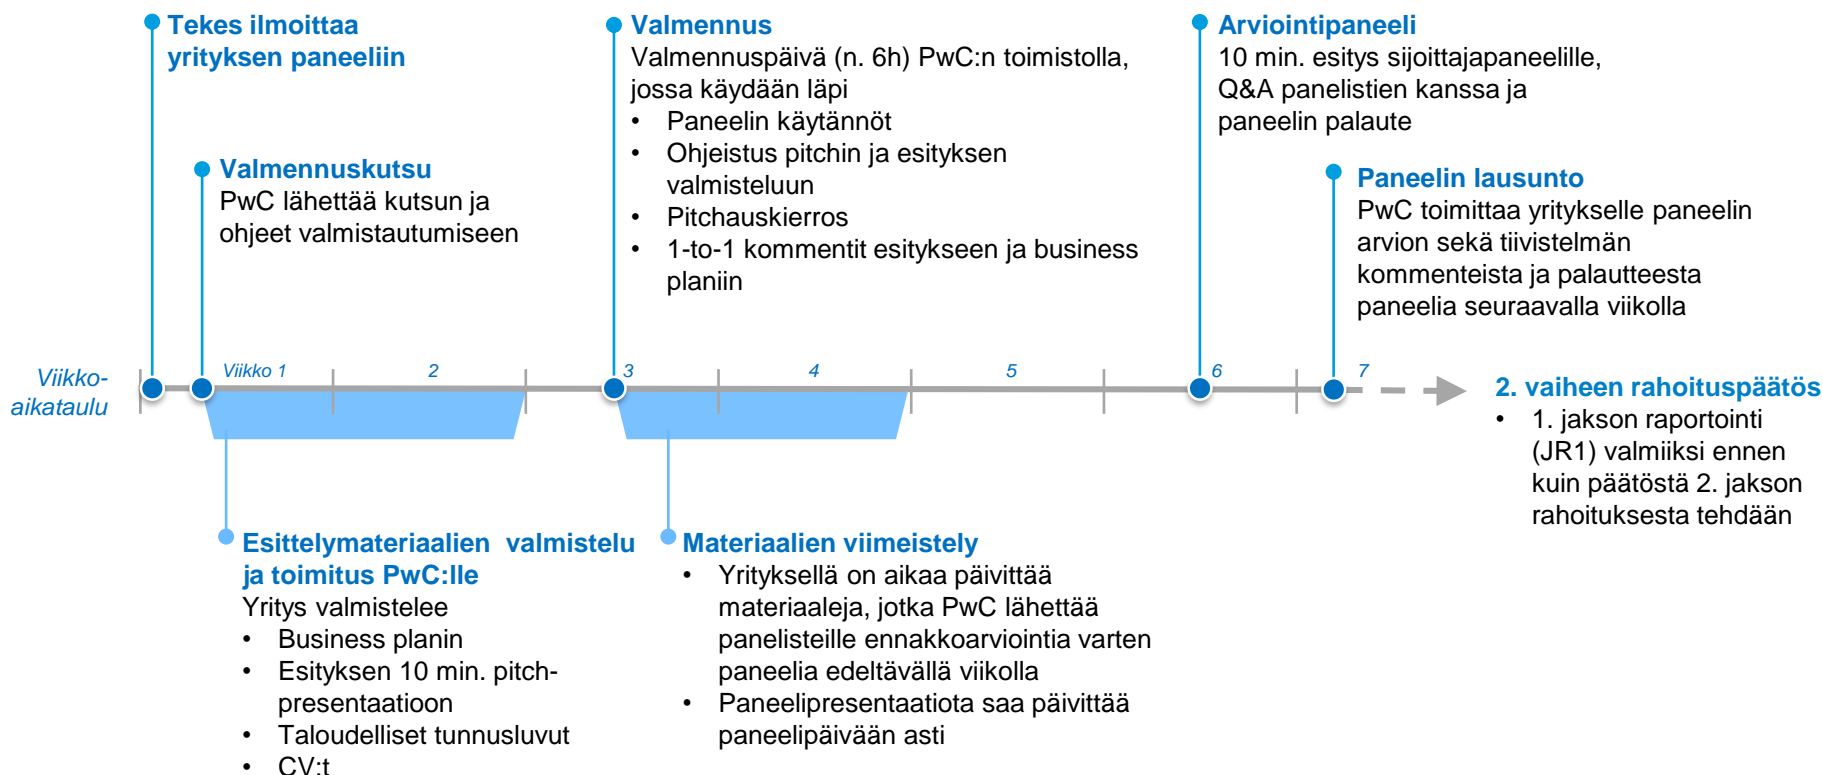 Tekes ilmoittaa
yrityksen paneeliin
Valmennuskutsu
PwC lähettää kutsun ja
ohjeet valmistautumiseen
Valmennus
Valmennuspäivä (n. 6h) PwC:n toimistolla,
jossa käydään läpi
• Paneelin käytännöt
• Ohjeistus pitchin ja esityksen
valmisteluun
• Pitchauskierros
• 1-to-1 kommentit esitykseen ja business
planiin
Arviointipaneeli
10 min. esitys sijoittajapaneelille,
Q&A panelistien kanssa ja
paneelin palaute
Paneelin lausunto
PwC toimittaa yritykselle paneelin
arvion sekä tiivistelmän
kommenteista ja palautteesta
paneelia seuraavalla viikolla
Viikko-
aikataulu
Viikko 1
2
3
4
5
6
7
2. vaiheen rahoituspäätös
• 1. jakson raportointi
(JR1) valmiiksi ennen
kuin päätöstä 2. jakson
rahoituksesta tehdään
Esittelymateriaalien valmistelu
ja toimitus PwC:lle
Yritys valmistelee
• Business planin
• Esityksen 10 min. pitch-
presentaatioon
• Taloudelliset tunnusluvut
• CV:t
Materiaalien viimeistely
• Yrityksellä on aikaa päivittää
materiaaleja, jotka PwC lähettää
panelisteille ennakkoarviointia varten
paneelia edeltävällä viikolla
• Paneelipresentaatiota saa päivittää
paneelipäivään asti